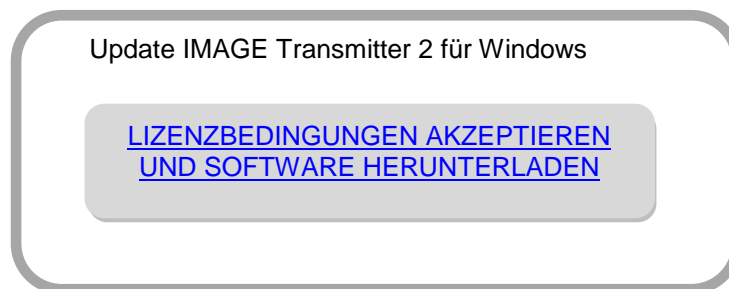 Update IMAGE Transmitter 2 für Windows
LIZENZBEDINGUNGEN AKZEPTIEREN
UND SOFTWARE HERUNTERLADEN